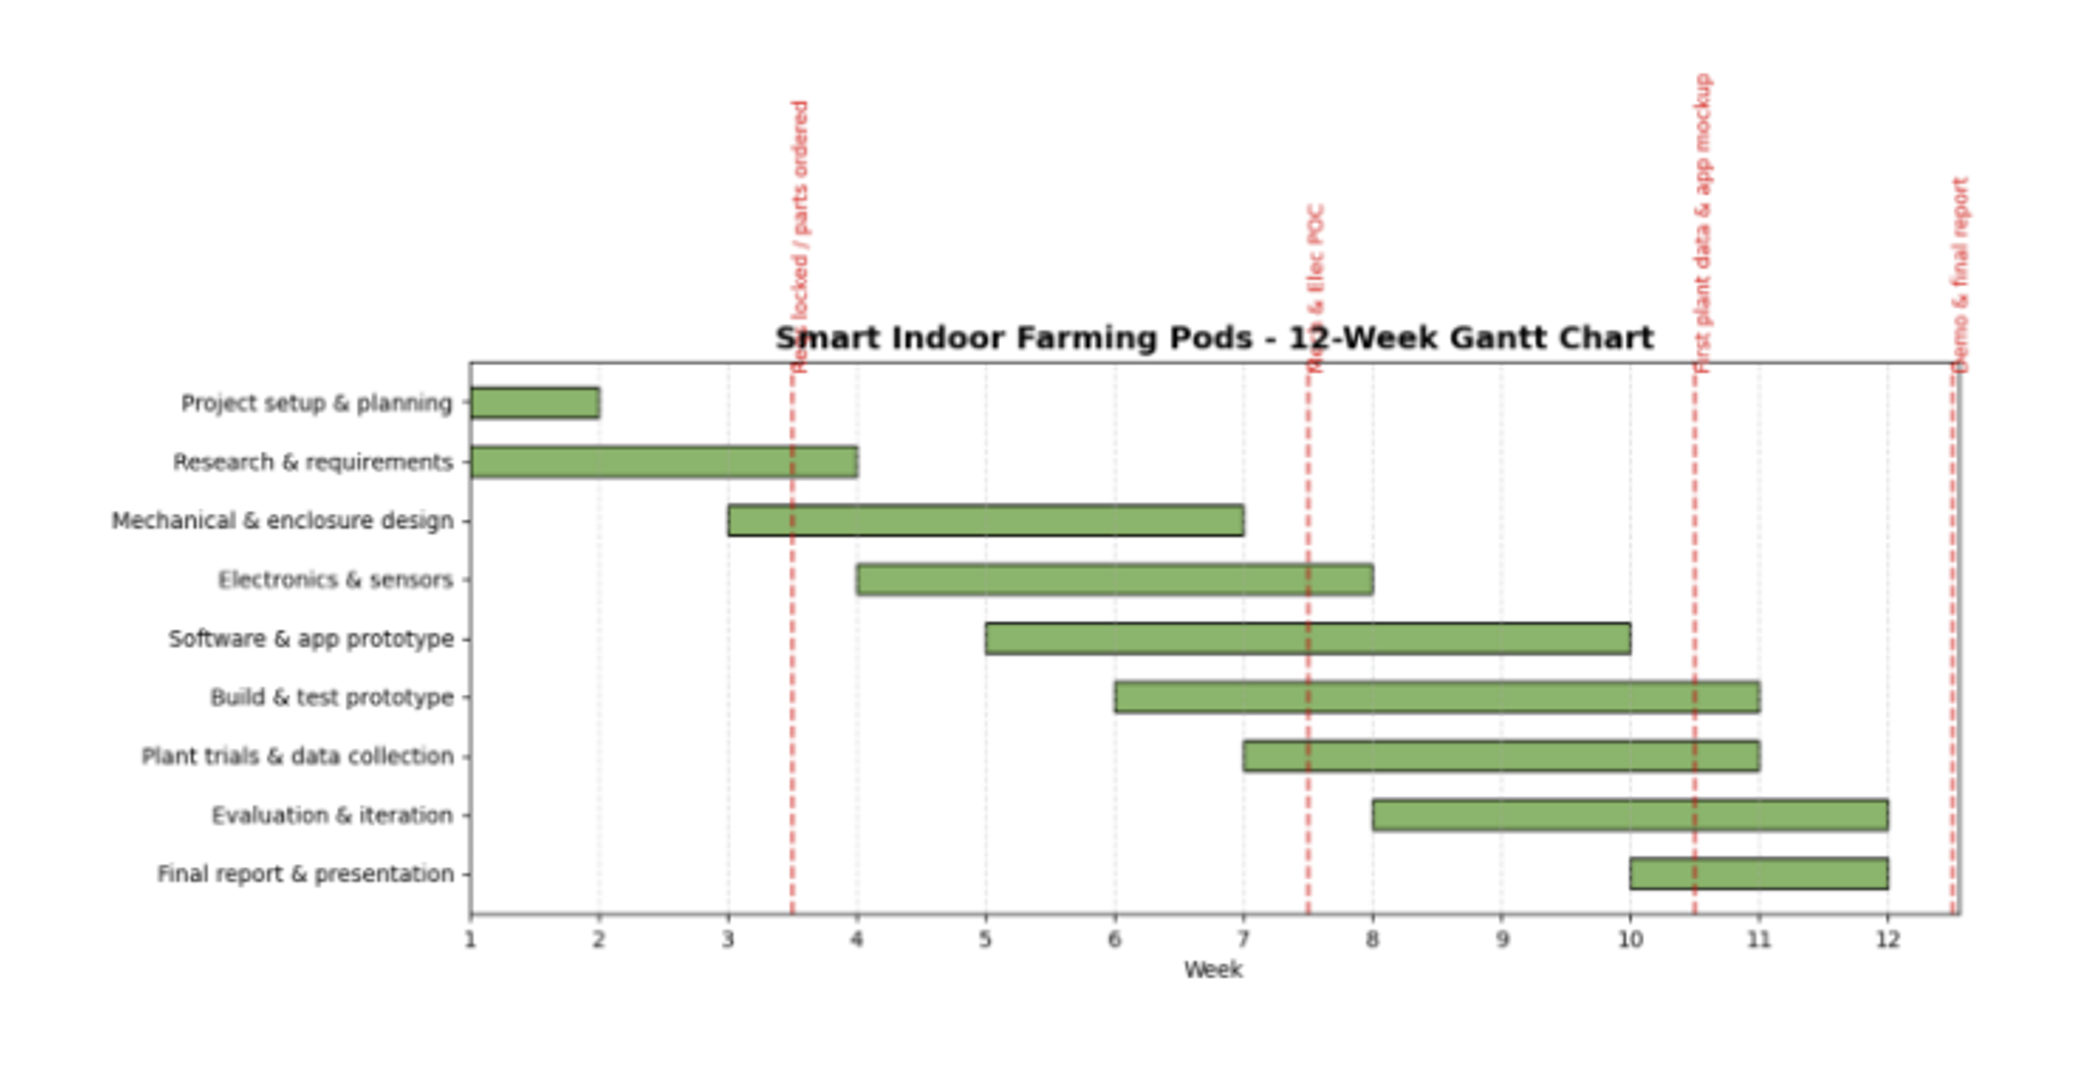 locked / parts ordered
& Elec POC
First plant data & app mockup
Demo & final report
Smart Indoor Farming Pods - 12-Week Gantt Chart
Project setup & planning
Research & requirements
Mechanical & enclosure design
Electronics & sensors
Software & app prototype
Build & test prototype
Plant trials & data collection
Evaluation & iteration
Final report & presentation
1 2 3 4 5 6 7 8 9 10 11 12
Week